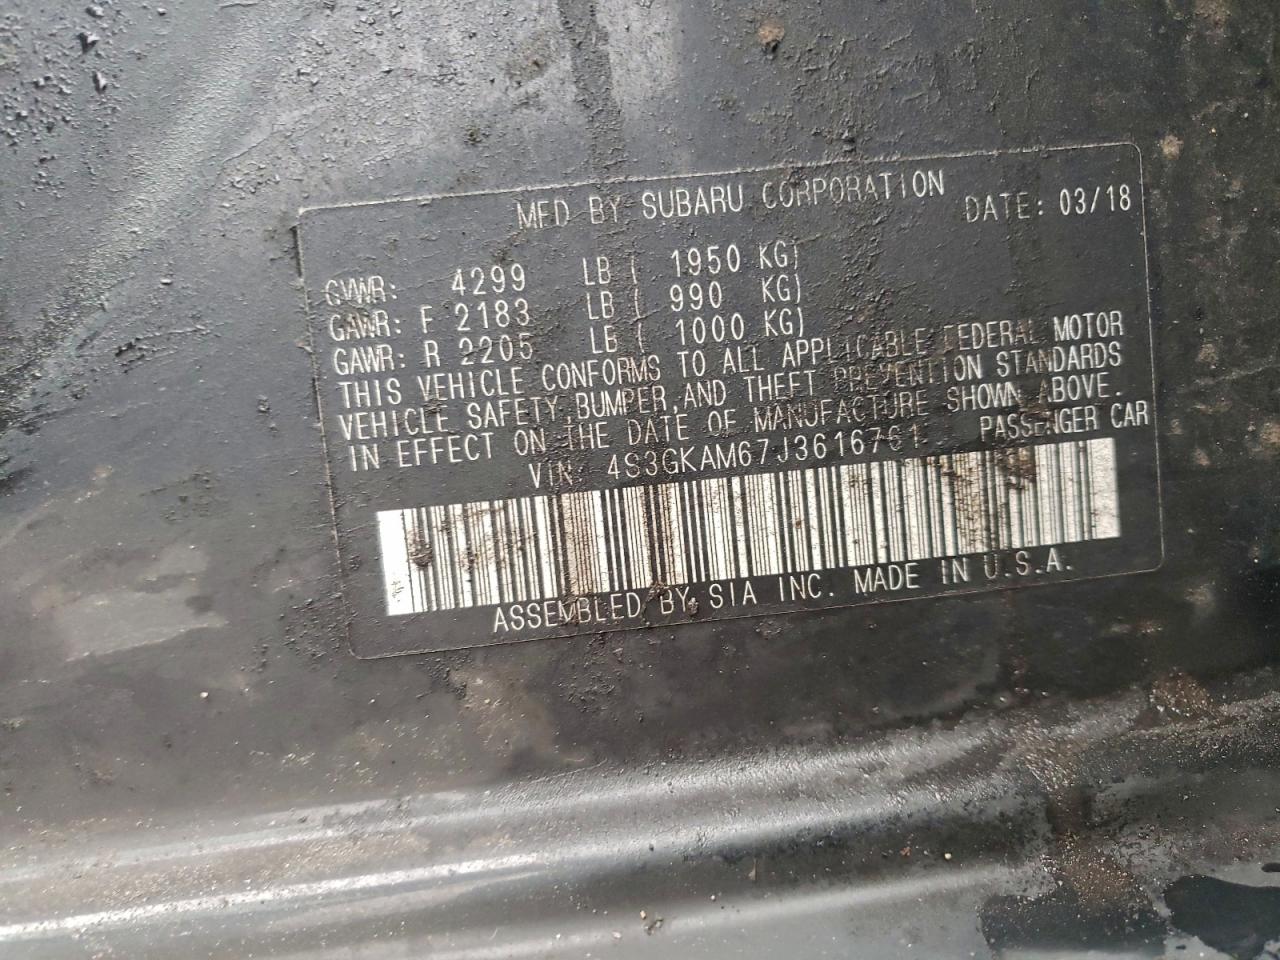 MFD BY SUBARU CORPORATION DATE: 03/18
GVWR: 4299 LB ( 1950 KG)
GAWR: F 2183 LB ( 990 KG)
GAWR: R 2205 LB ( 1000 KG)
THIS VEHICLE CONFORMS TO ALL APPLICABLE FEDERAL MOTOR
VEHICLE SAFETY,BUMPER,AND THEFT PREVENTION STANDARDS
IN EFFECT ON THE DATE OF MANUFACTURE SHOWN ABOVE.
VIN 4S3GKAM67J3616761 PASSENGER CAR
ASSEMBLED BY SIA INC. MADE IN U.S.A.